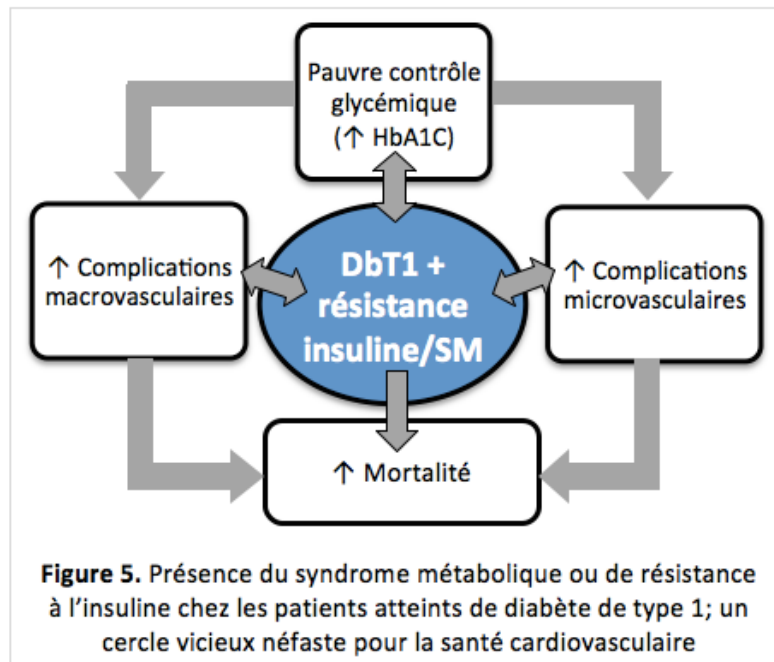 Pauvre contrôle
glycémique
(↑ HbA1C)
↑ Complications
macrovasculaires
DbT1 +
résistance
insuline/SM
↑ Complications
microvasculaires
↑ Mortalité
Figure 5. Présence du syndrome métabolique ou de résistance
à l’insuline chez les patients atteints de diabète de type 1; un
cercle vicieux néfaste pour la santé cardiovasculaire